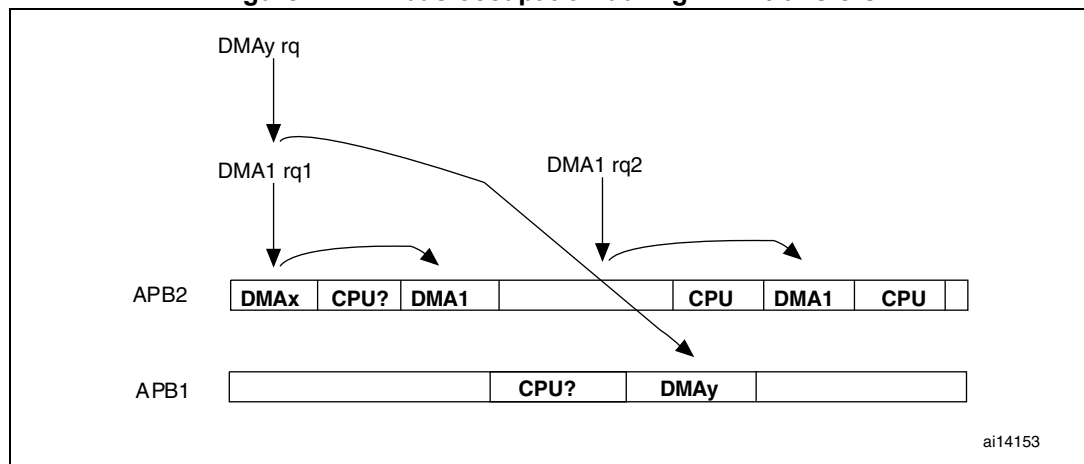 DMAy rq
DMA1 rq1
DMA1 rq2
APB2 DMAx CPU? DMA1 CPU DMA1 CPU
APB1 CPU? DMAy
ai14153